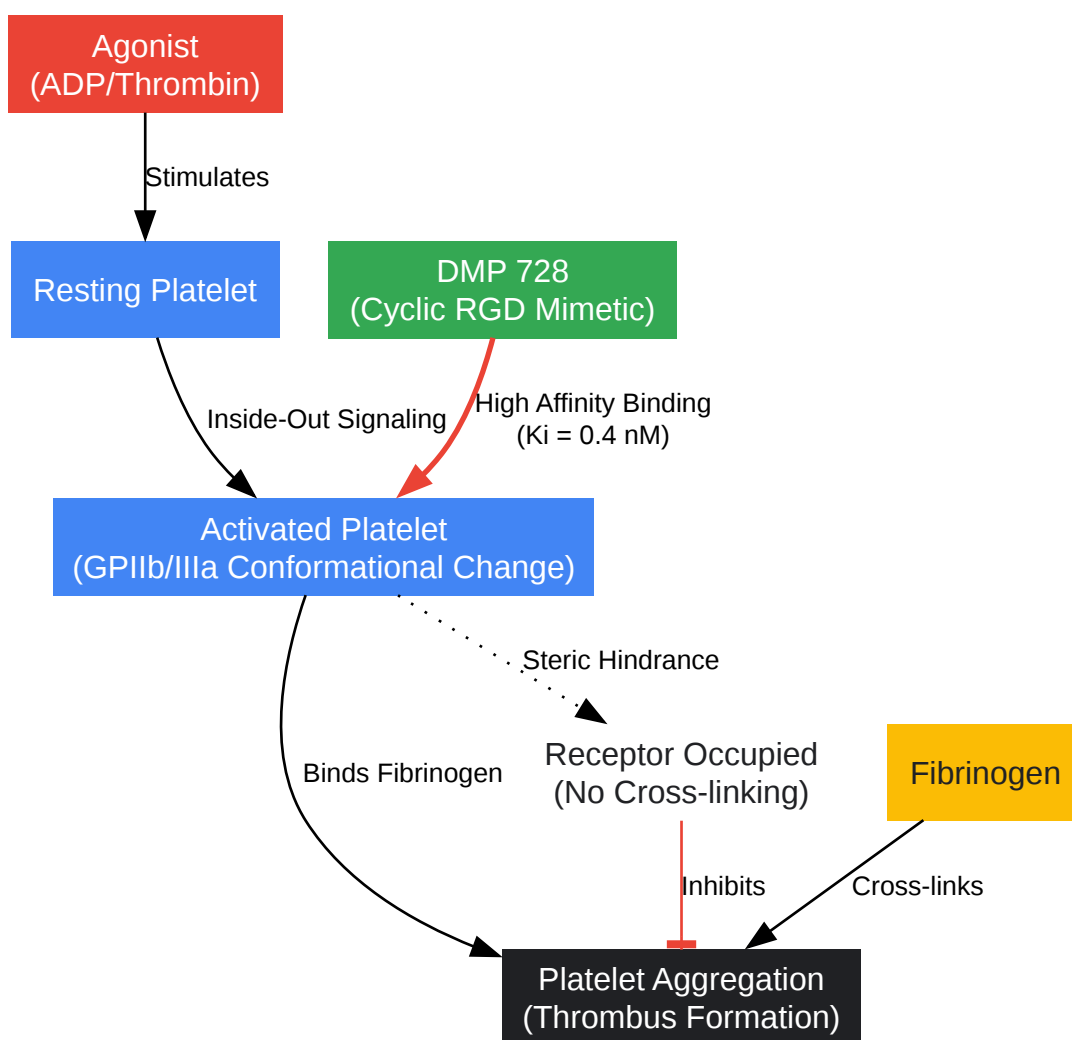 Agonist
(ADP/Thrombin)
Stimulates
Resting Platelet
DMP 728
(Cyclic RGD Mimetic)
Inside-Out Signaling
High Affinity Binding
(Ki = 0.4 nM)
Activated Platelet
(GPIIb/IIIa Conformational Change)
Steric Hindrance
Binds Fibrinogen
Receptor Occupied
(No Cross-linking)
Fibrinogen
Inhibits
Cross-links
Platelet Aggregation
(Thrombus Formation)